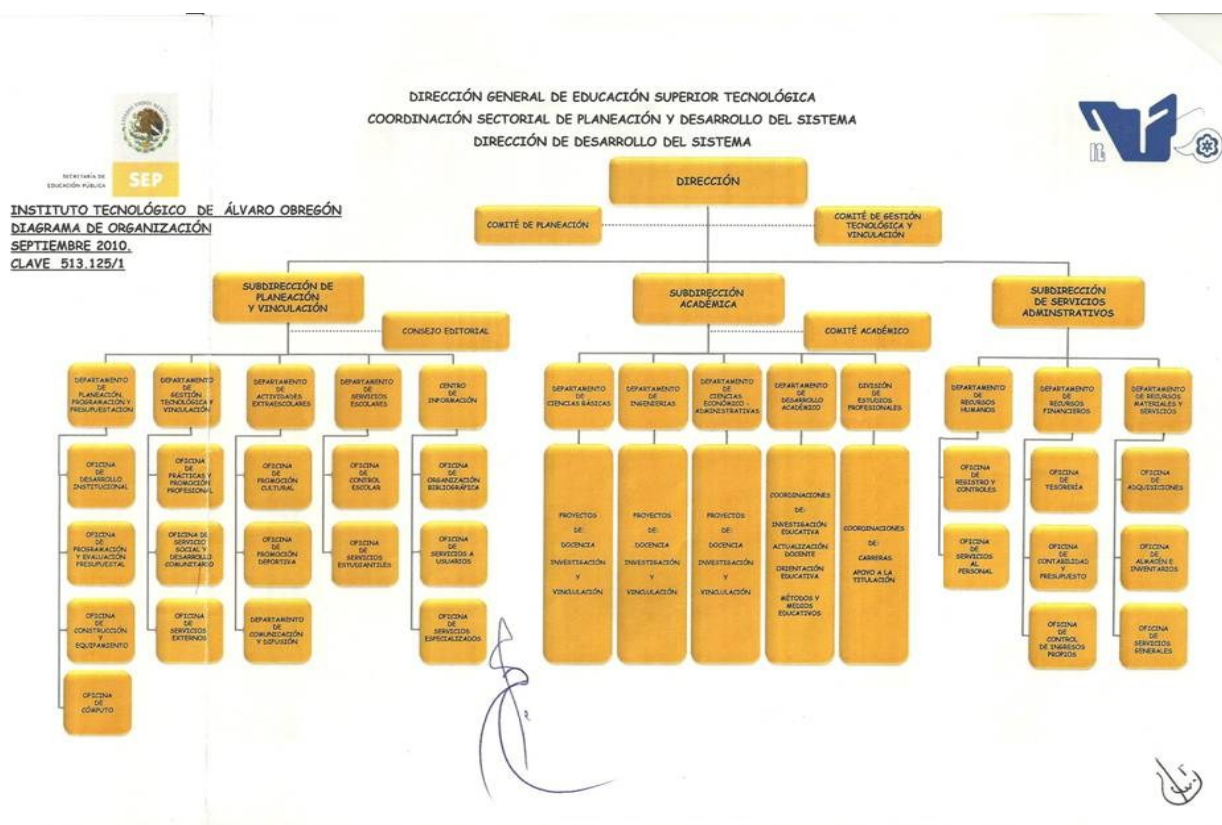 DIRECCIÓN GENERAL DE EDUCACIÓN SUPERIOR TECNOLÓGICA
COORDINACIÓN SECTORIAL DE PLANEACIÓN Y DESARROLLO DEL SISTEMA
DIRECCIÓN DE DESARROLLO DEL SISTEMA
SECRETARÍA DE
EDUCACIÓN PÚBLICA
SEP
INSTITUTO TECNOLÓGICO DE ÁLVARO OBREGÓN
DIAGRAMA DE ORGANIZACIÓN
SEPTIEMBRE 2010.
CLAVE 513.125/1
DIRECCIÓN
COMITÉ DE PLANEACIÓN
COMITÉ DE GESTIÓN
TECNOLÓGICA Y
VINCULACIÓN
SUBDIRECCIÓN DE
PLANEACIÓN
Y VINCULACIÓN
CONSEJO EDITORIAL
SUBDIRECCIÓN
ACADÉMICA
COMITÉ ACADÉMICO
SUBDIRECCIÓN
DE SERVICIOS
ADMINSTRATIVOS
DEPARTAMENTO
DE
PLANEACIÓN,
PROGRAMACIÓN Y
PRESUPUESTACION
OFICINA
DE
DESARROLLO
INSTITUCIONAL
OFICINA
DE
PROGRAMACIÓN
Y EVALUACIÓN
PRESUPUESTAL
OFICINA
DE
CONSTRUCCIÓN
Y
EQUIPAMIENTO
OFICINA
DE
CÓMPUTO
DEPARTAMENTO
DE
GESTIÓN
TECNOLÓGICA Y
VINCULACIÓN
OFICINA
DE
PRÁCTICAS Y
PROMOCIÓN
PROFESIONAL
OFICINA DE
SERVICIO
SOCIAL Y
DESARROLLO
COMUNITARIO
OFICINA
DE
SERVICIOS
EXTERNOS
DEPARTAMENTO
DE
ACTIVIDADES
EXTRAESCOLARES
OFICINA
DE
PROMOCIÓN
CULTURAL
OFICINA
DE
PROMOCIÓN
DEPORTIVA
DEPARTAMENTO
DE
COMUNICACIÓN
Y DIFUSIÓN
DEPARTAMENTO
DE
SERVICIOS
ESCOLARES
OFICINA
DE
CONTROL
ESCOLAR
OFICINA
DE
SERVICIOS
ESTUDIANTILES
CENTRO
DE
INFORMACIÓN
OFICINA
DE
ORGANIZACIÓN
BIBLIOGRÁFICA
OFICINA
DE
SERVICIOS A
USUARIOS
OFICINA
DE
SERVICIOS
ESPECIALIZADOS
DEPARTAMENTO
DE
CIENCIAS BÁSICAS
PROYECTOS
DE:
DOCENCIA
INVESTIGACIÓN
Y
VINCULACIÓN
DEPARTAMENTO
DE
INGENIERIAS
PROYECTOS
DE:
DOCENCIA
INVESTIGACIÓN
Y
VINCULACIÓN
DEPARTAMENTO
DE
CIENCIAS
ECONÓMICO -
ADMINISTRATIVAS
PROYECTOS
DE:
DOCENCIA
INVESTIGACIÓN
Y
VINCULACIÓN
DEPARTAMENTO
DE
DESARROLLO
ACADÉMICO
COORDINACIONES
DE:
INVESTIGACIÓN
EDUCATIVA
ACTUALIZACIÓN
DOCENTE
ORIENTACIÓN
EDUCATIVA
MÉTODOS Y
MEDIOS
EDUCATIVOS
DIVISIÓN
DE
ESTUDIOS
PROFESIONALES
COORDINACIONES
DE:
CARRERAS
APOYO A LA
TITULACIÓN
DEPARTAMENTO
DE
RECURSOS
HUMANOS
OFICINA
DE
REGISTRO Y
CONTROLES
OFICINA
DE
SERVICIOS
AL
PERSONAL
DEPARTAMENTO
DE
RECURSOS
FINANCIEROS
OFICINA
DE
TESORERÍA
OFICINA
DE
CONTABILIDAD
Y
PRESUPUESTO
OFICINA
DE
CONTROL
DE INGRESOS
PROPIOS
DEPARTAMENTO
DE RECURSOS
MATERIALES Y
SERVICIOS
OFICINA
DE
ADQUISICIONES
OFICINA
DE
ALMACÉN E
INVENTARIOS
OFICINA
DE
SERVICIOS
GENERALES